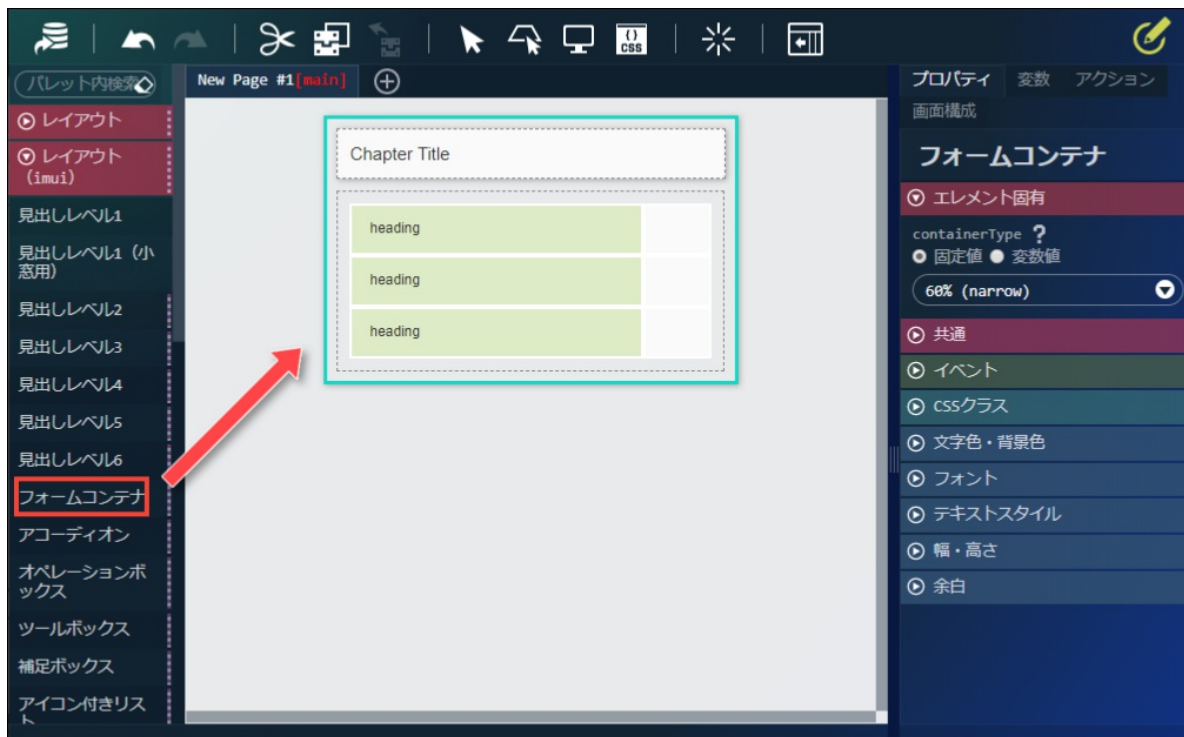 {}
CSS
パレット内検索
New Page #1[main]
プロパティ 変数 アクション
画面構成
レイアウト
レイアウト
(imui)
見出しレベル1
見出しレベル1 (小
窓用)
見出しレベル2
見出しレベル3
見出しレベル4
見出しレベル5
見出しレベル6
フォームコンテナ
アコーディオン
オペレーションボ
ックス
ツールボックス
補足ボックス
アイコン付きリス
ト
Chapter Title
heading
heading
heading
フォームコンテナ
エレメント固有
containerType ?
固定値 変数値
60% (narrow)
共通
イベント
CSSクラス
文字色・背景色
フォント
テキストスタイル
幅・高さ
余白